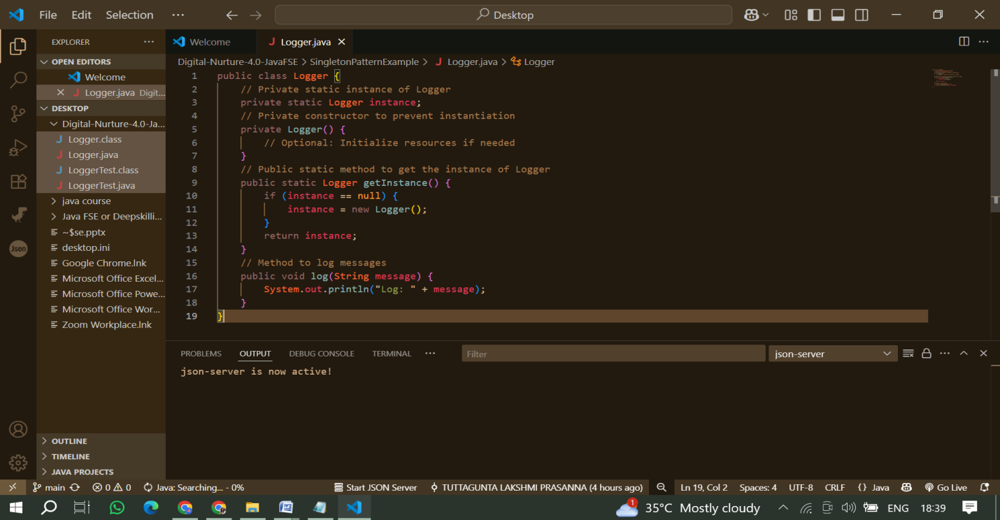 File Edit Selection ··· Desktop
EXPLORER ···
OPEN EDITORS
Welcome
Logger.java Digit...
DESKTOP
Digital-Nurture-4.0-Ja...
Logger.class
Logger.java
LoggerTest.class
LoggerTest.java
java course
Java FSE or Deepskilli...
~$se.pptx
desktop.ini
Google Chrome.lnk
Microsoft Office Excel...
Microsoft Office Powe...
Microsoft Office Wor...
Zoom Workplace.lnk
OUTLINE
TIMELINE
JAVA PROJECTS
Json
Welcome J Logger.java
Digital-Nurture-4.0-JavaFSE > SingletonPatternExample > J Logger.java > Logger
1 public class Logger {
2 // Private static instance of Logger
3 private static Logger instance;
4 // Private constructor to prevent instantiation
5 private Logger() {
6 // Optional: Initialize resources if needed
7 }
8 // Public static method to get the instance of Logger
9 public static Logger getInstance() {
10 if (instance == null) {
11 instance = new Logger();
12 }
13 return instance;
14 }
15 // Method to log messages
16 public void log(String message) {
17 System.out.println("Log: " + message);
18 }
19 }
PROBLEMS OUTPUT DEBUG CONSOLE TERMINAL ··· Filter json-server
json-server is now active!
main 0 0 Java: Searching... - 0% Start JSON Server TUTTAGUNTA LAKSHMI PRASANNA (4 hours ago) Ln 19, Col 2 Spaces: 4 UTF-8 CRLF {} Java Go Live
1 35°C Mostly cloudy ENG 18:39